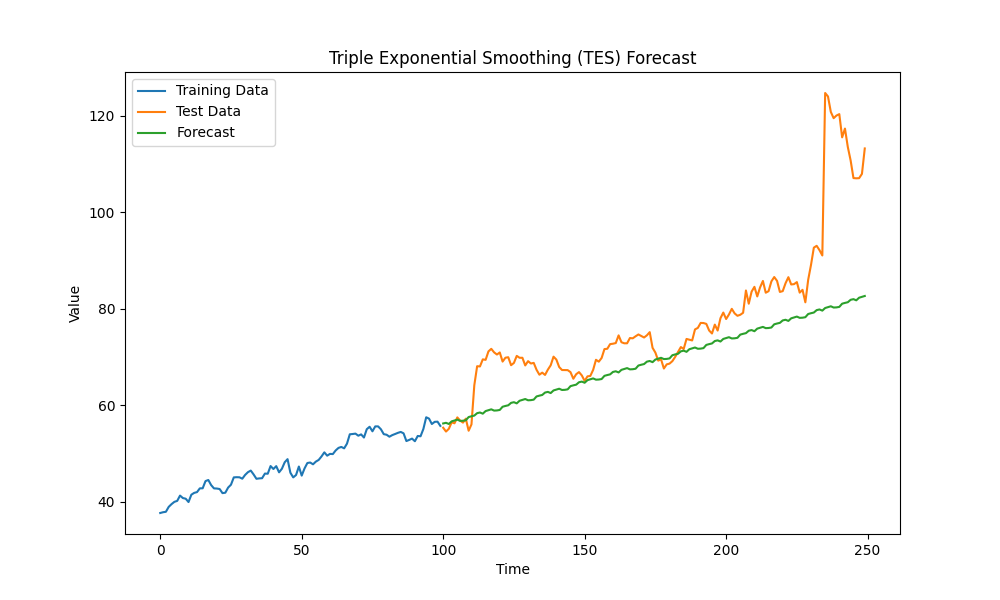 Triple Exponential Smoothing (TES) Forecast
Training Data
Test Data
Forecast
120
100
80
60
40
Value
0 50 100 150 200 250
Time